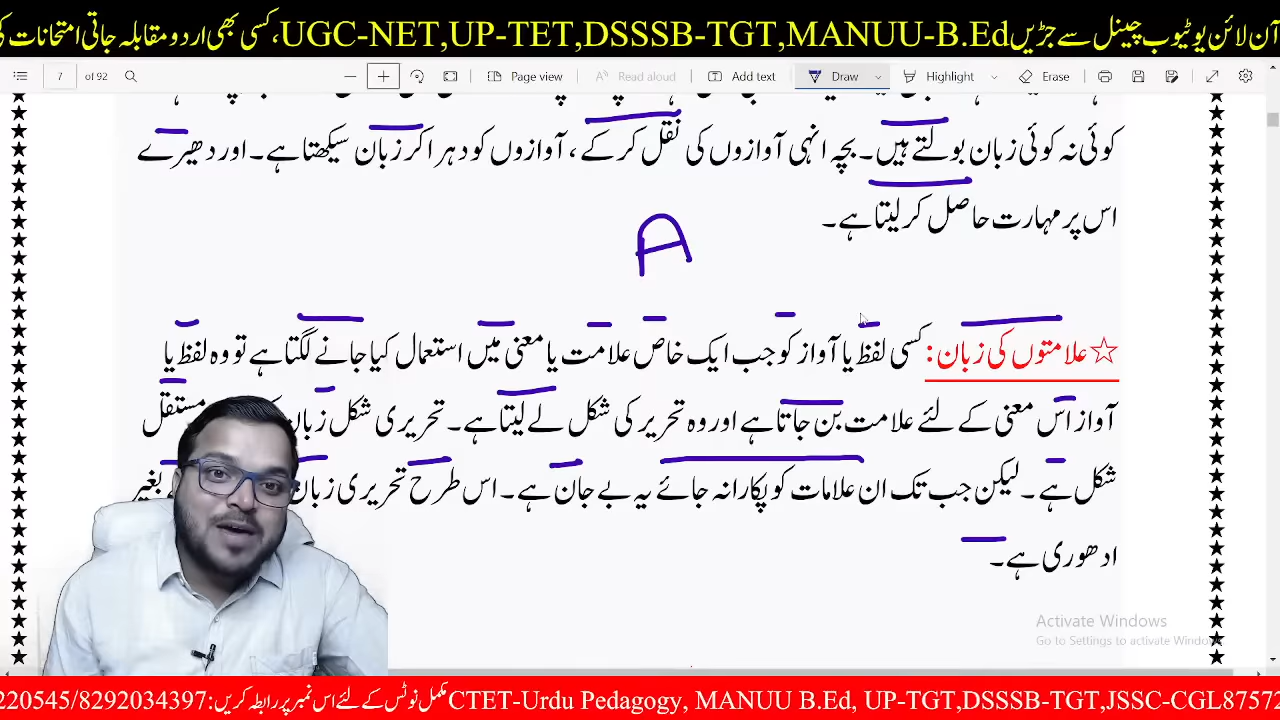 آن لائن یوٹیوب چینل سے جڑیں UGC-NET,UP-TET,DSSSB-TGT,MANUU-B.Ed، کسی بھی اردو مقابلہ جاتی امتحانات کی
7 of 92 Page view Read aloud Add text Draw Highlight Erase
کوئی نہ کوئی زبان بولتے ہیں۔ بچہ انہی آوازوں کی نقل کر کے ، آوازوں کو دہرا کر زبان سیکھتا ہے۔ اور دھیرے
اس پر مہارت حاصل کر لیتا ہے۔
A
☆علامتوں کی زبان: کسی لفظ یا آواز کو جب ایک خاص علامت یا معنی میں استعمال کیا جانے لگتا ہے تو وہ لفظ یا
آواز اس معنی کے لئے علامت بن جاتا ہے اور وہ تحریر کی شکل لے لیتا ہے۔ تحریری شکل زبان مستقل
شکل ہے۔ لیکن جب تک ان علامات کو پکارا نہ جائے یہ بے جان ہے۔ اس طرح تحریری زبان بغیر
ادھوری ہے۔
Activate Windows
Go to Settings to activate Windows
220545/8292034397 :مکمل نوٹس کے لئے اس نمبر پر رابطہ کریں CTET-Urdu Pedagogy, MANUU B.Ed, UP-TGT,DSSSB-TGT,JSSC-CGL87572